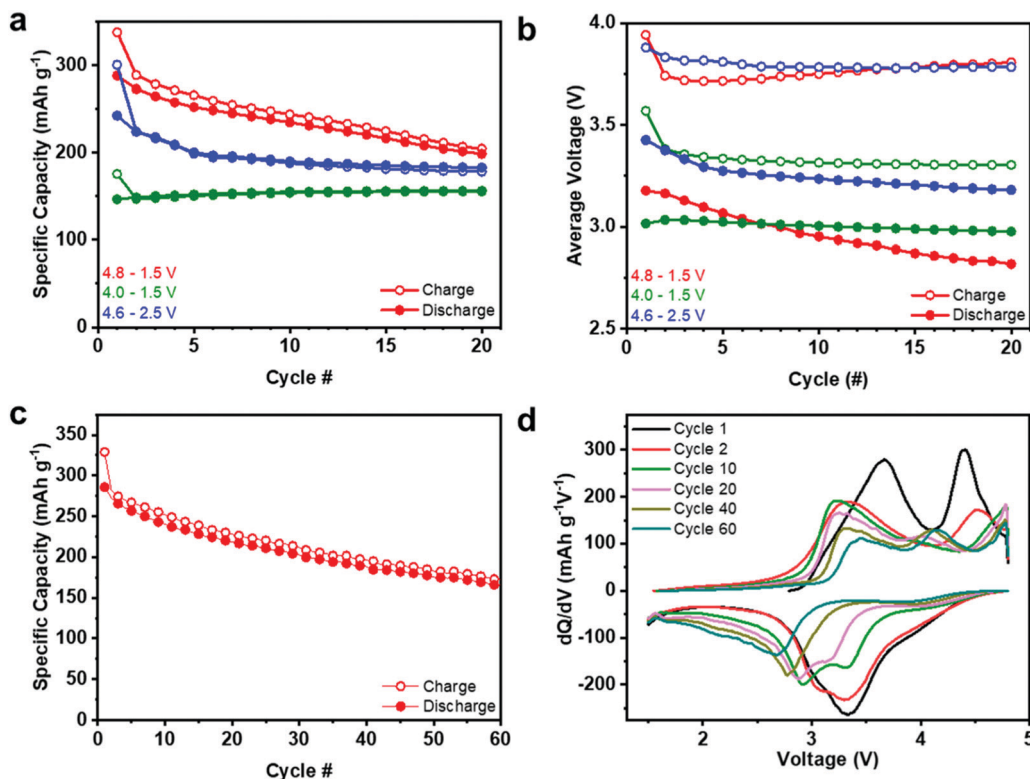 a
Specific Capacity (mAh g⁻¹)
300
200
100
0
4.8 - 1.5 V
4.0 - 1.5 V
4.6 - 2.5 V
Charge
Discharge
0
5
10
15
20
Cycle #
b
Average Voltage (V)
4.0
3.5
3.0
2.5
4.8 - 1.5 V
4.0 - 1.5 V
4.6 - 2.5 V
Charge
Discharge
0
5
10
15
20
Cycle (#)
c
Specific Capacity (mAh g⁻¹)
350
300
250
200
150
100
50
0
Charge
Discharge
0
10
20
30
40
50
60
Cycle #
d
dQ/dV (mAh g⁻¹V⁻¹)
300
200
100
0
-100
-200
Cycle 1
Cycle 2
Cycle 10
Cycle 20
Cycle 40
Cycle 60
2
3
4
5
Voltage (V)